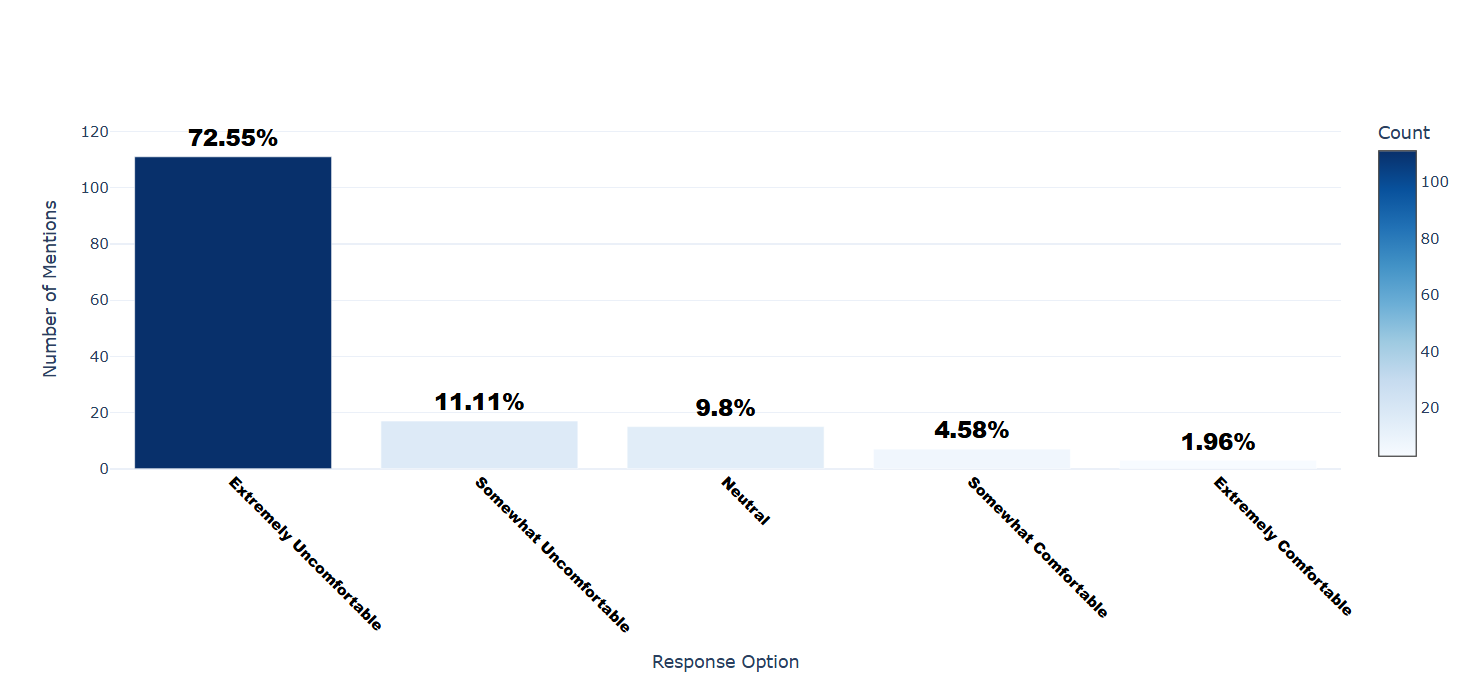 120
100
80
60
40
20
0
Number of Mentions
72.55%
11.11%
9.8%
4.58%
1.96%
Extremely Uncomfortable
Somewhat Uncomfortable
Neutral
Somewhat Comfortable
Extremely Comfortable
Response Option
Count
100
80
60
40
20